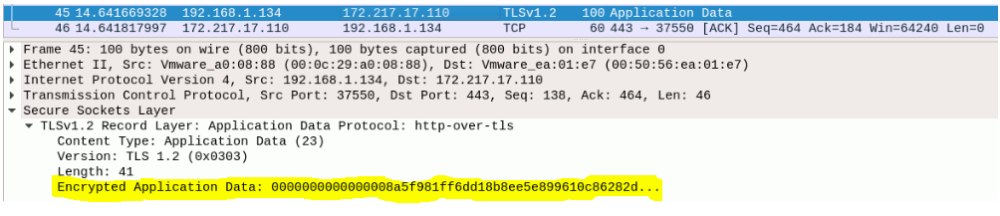 45 14.641669328 192.168.1.134 172.217.17.110 TLSv1.2 100 Application Data
46 14.641817997 172.217.17.110 192.168.1.134 TCP 60 443 → 37550 [ACK] Seq=464 Ack=184 Win=64240 Len=0
Frame 45: 100 bytes on wire (800 bits), 100 bytes captured (800 bits) on interface 0
Ethernet II, Src: Vmware_a0:08:88 (00:0c:29:a0:08:88), Dst: Vmware_ea:01:e7 (00:50:56:ea:01:e7)
Internet Protocol Version 4, Src: 192.168.1.134, Dst: 172.217.17.110
Transmission Control Protocol, Src Port: 37550, Dst Port: 443, Seq: 138, Ack: 464, Len: 46
Secure Sockets Layer
TLSv1.2 Record Layer: Application Data Protocol: http-over-tls
Content Type: Application Data (23)
Version: TLS 1.2 (0x0303)
Length: 41
Encrypted Application Data: 0000000000000008a5f981ff6dd18b8ee5e899610c86282d...